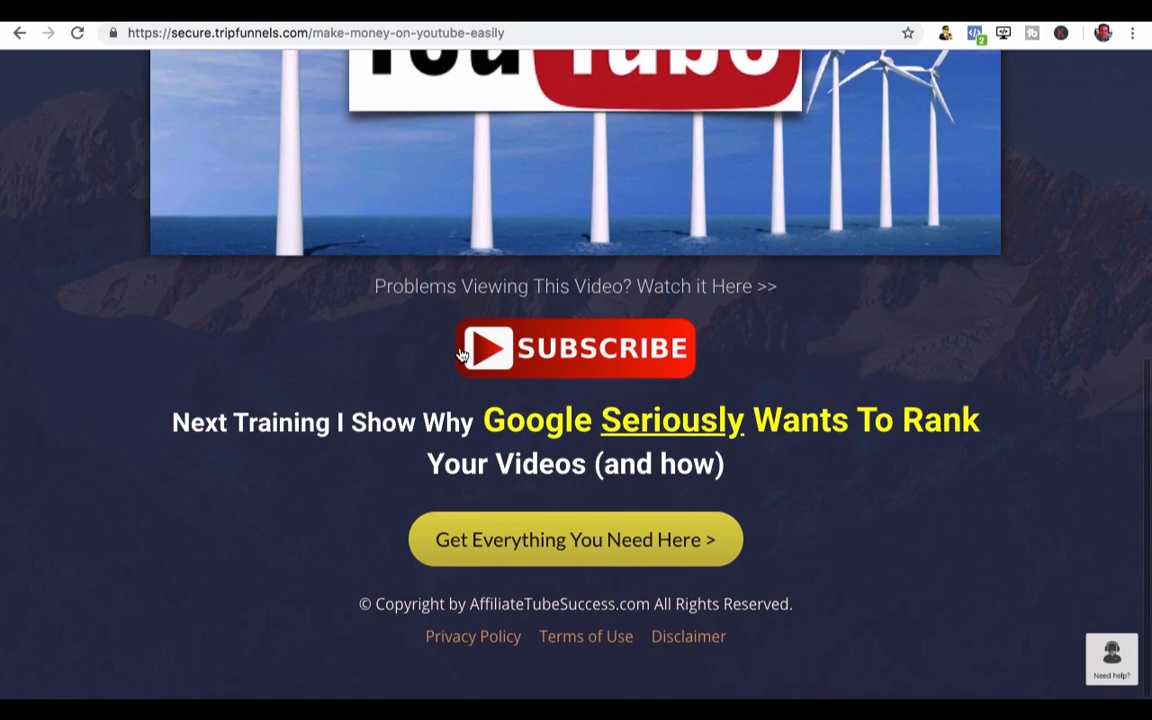 https://secure.tripfunnels.com/make-money-on-youtube-easily
2
YouTube
Problems Viewing This Video? Watch it Here >>
SUBSCRIBE
Next Training I Show Why Google Seriously Wants To Rank
Your Videos (and how)
Get Everything You Need Here >
© Copyright by AffiliateTubeSuccess.com All Rights Reserved.
Privacy Policy Terms of Use Disclaimer
Need help?